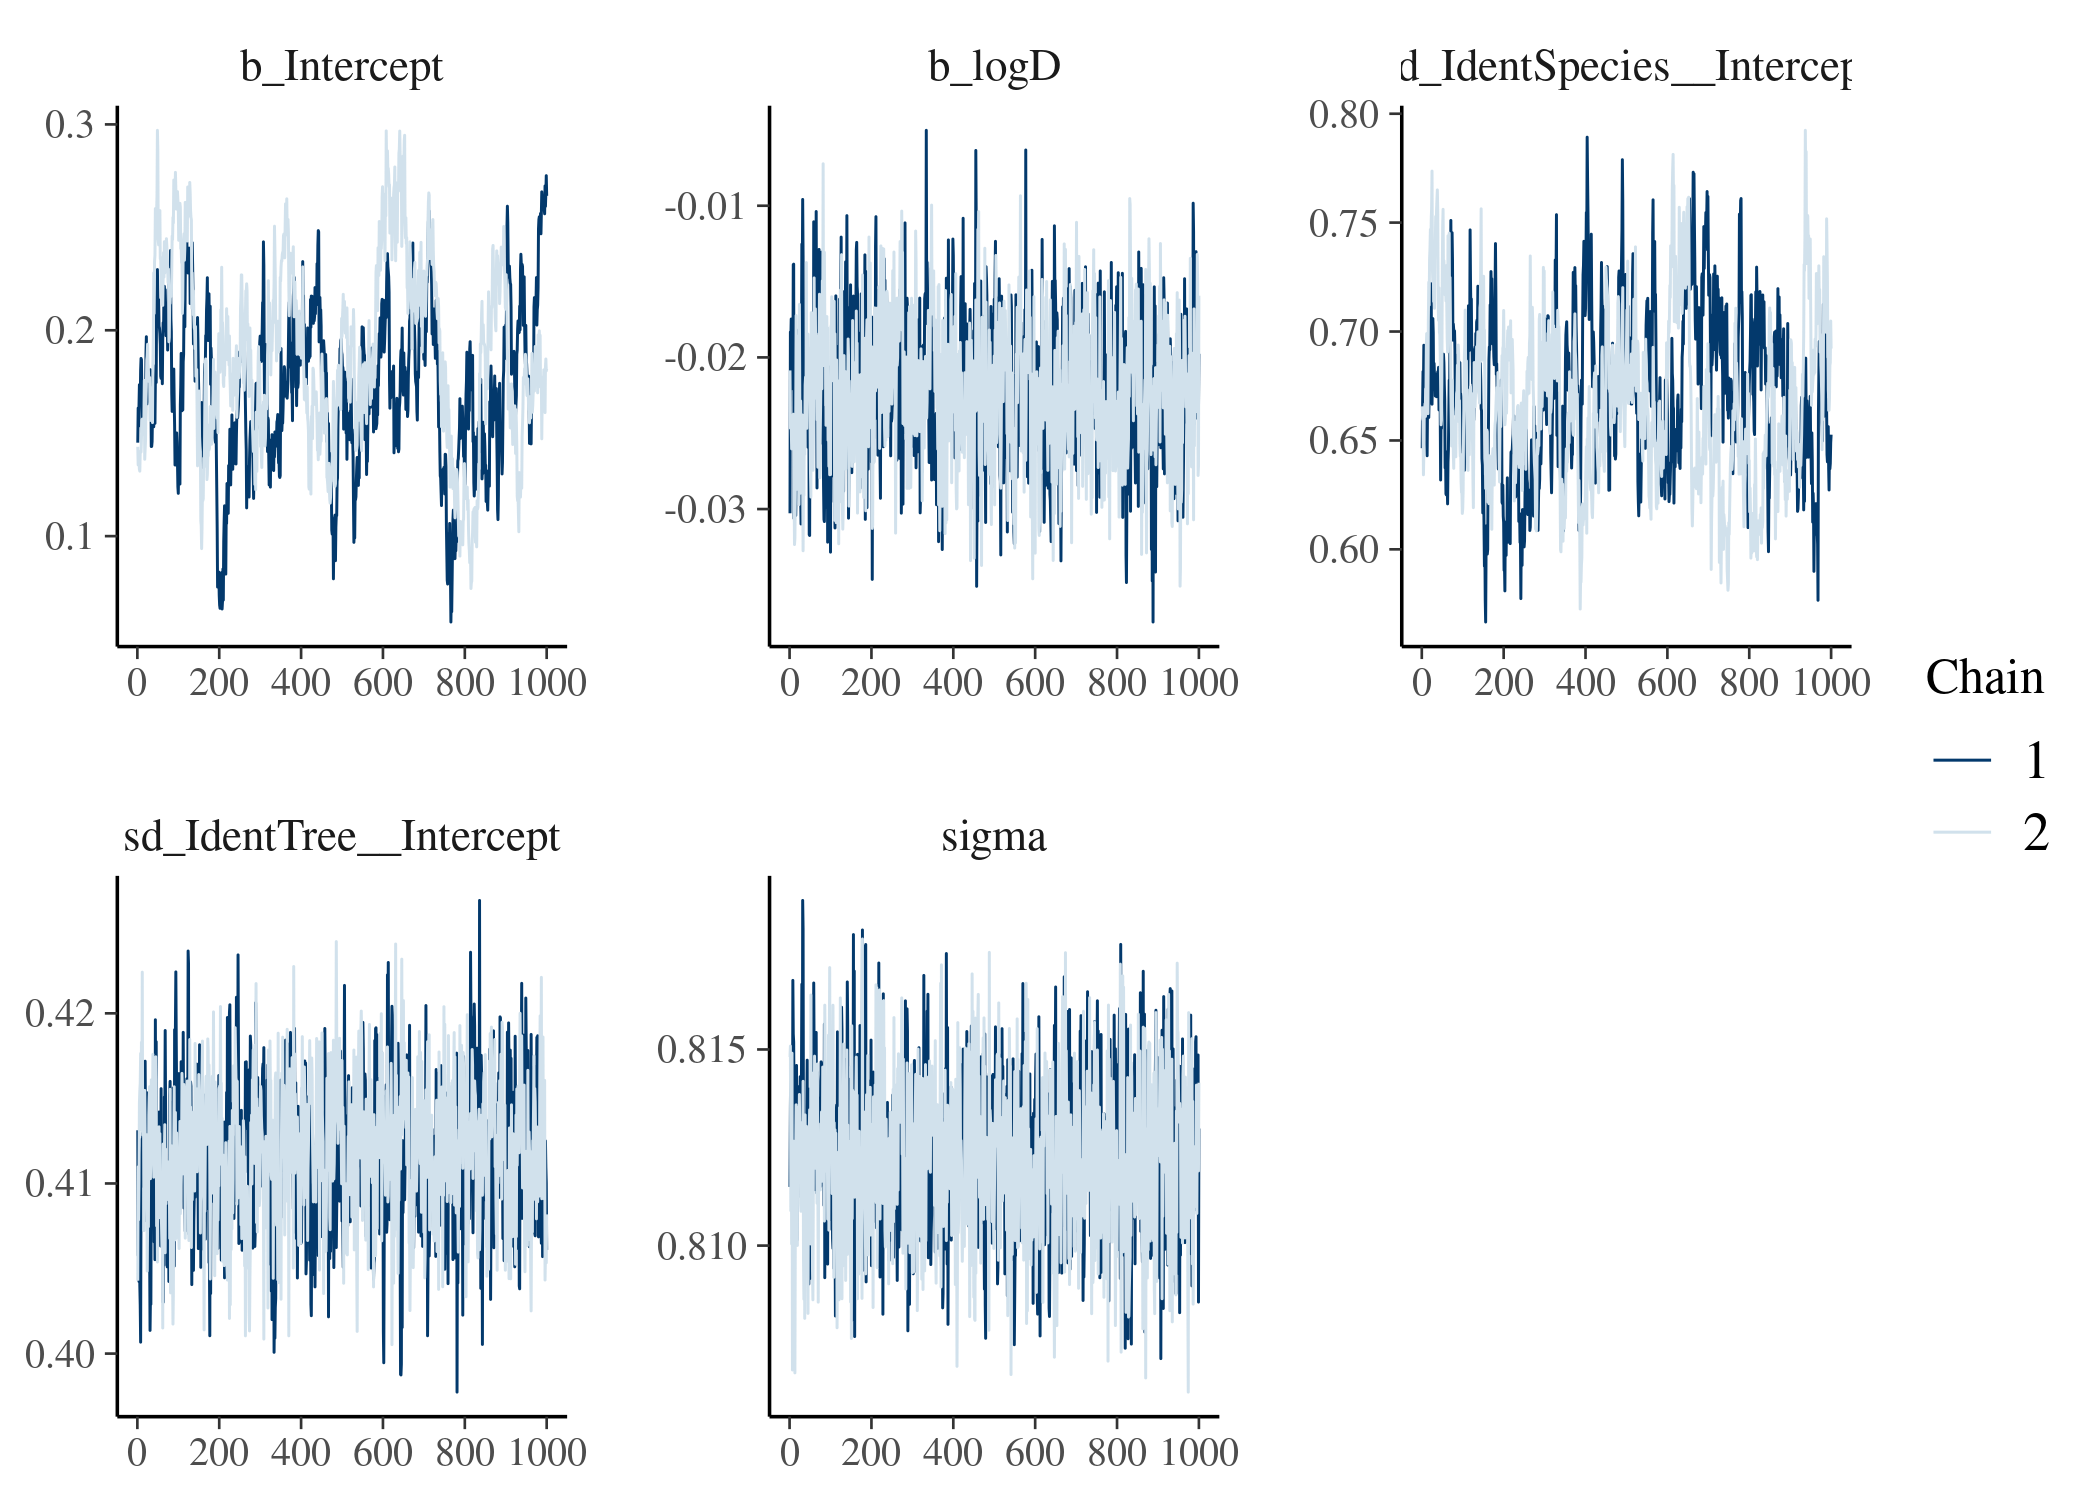 b_Intercept
0.3
0.2
0.1
0 200 400 600 800 1000
b_logD
-0.01
-0.02
-0.03
0 200 400 600 800 1000
d_IdentSpecies__Intercep
0.80
0.75
0.70
0.65
0.60
0 200 400 600 800 1000
sd_IdentTree__Intercept
0.42
0.41
0.40
0 200 400 600 800 1000
sigma
0.815
0.810
0 200 400 600 800 1000
Chain
1
2